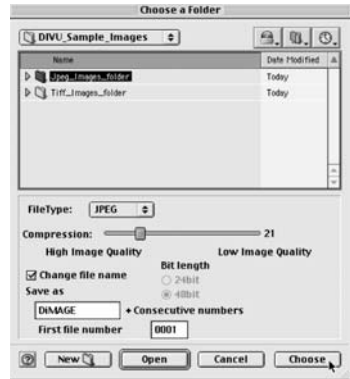 Choose a Folder
DIVU_Sample_Images
Name Date Modified
Jpeg_Images_folder Today
Tiff_Images_folder Today
FileType: JPEG
Compression: 21
High Image Quality Low Image Quality
Bit length
Change file name
24bit
Save as
48bit
DiMAGE + Consecutive numbers
First file number 0001
? New Open Cancel Choose